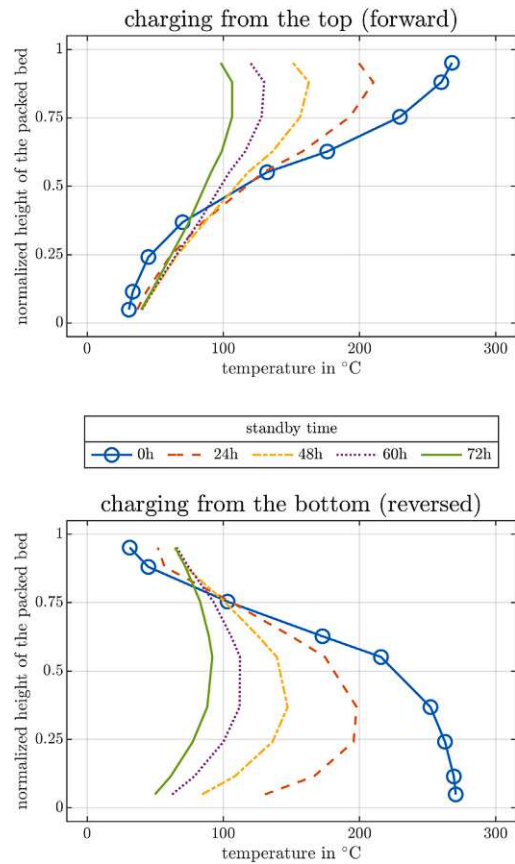 charging from the top (forward)
normalized height of the packed bed
1
0.75
0.5
0.25
0
0 100 200 300
temperature in °C
standby time
0h 24h 48h 60h 72h
charging from the bottom (reversed)
normalized height of the packed bed
1
0.75
0.5
0.25
0
0 100 200 300
temperature in °C